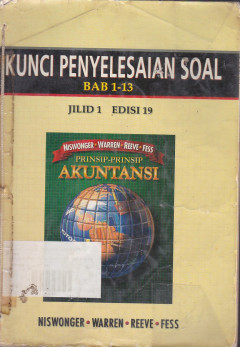 KUNCI PENYELESAIAN SOAL
BAB 1-13
JILID 1 EDISI 19
NISWONGER • WARREN • REEVE • FESS
PRINSIP-PRINSIP
AKUNTANSI
NISWONGER • WARREN • REEVE • FESS